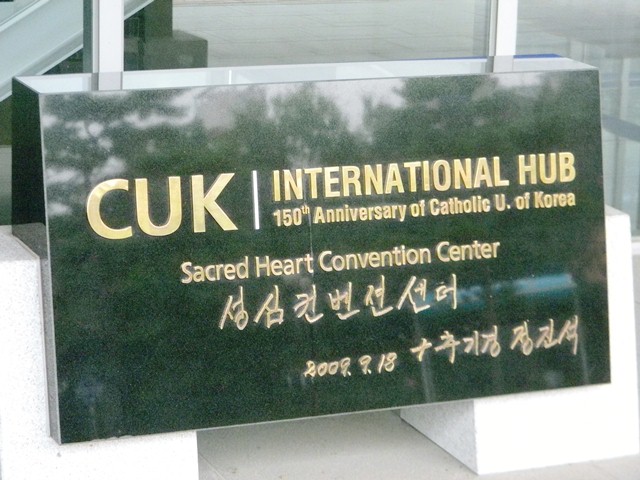 CUK
INTERNATIONAL HUB
150th Anniversary of Catholic U. of Korea
Sacred Heart Convention Center
성심컨벤션센터
2009. 9. 18 +추기경 정진석